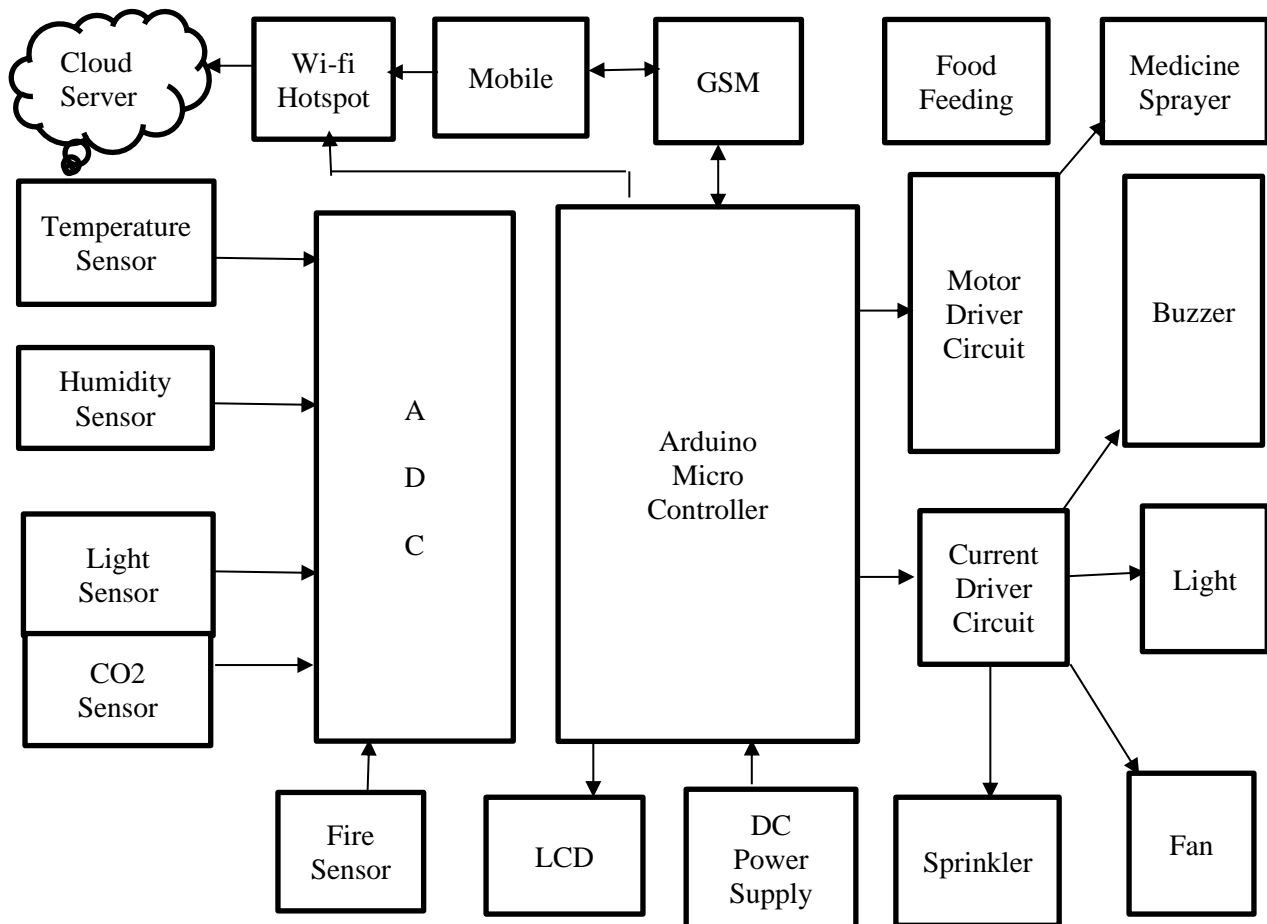 Cloud
Server
Wi-fi
Hotspot
Mobile
GSM
Food
Feeding
Medicine
Sprayer
Temperature
Sensor
Humidity
Sensor
Light
Sensor
CO2
Sensor
A
D
C
Arduino
Micro
Controller
Motor
Driver
Circuit
Buzzer
Current
Driver
Circuit
Light
Fire
Sensor
LCD
DC
Power
Supply
Sprinkler
Fan